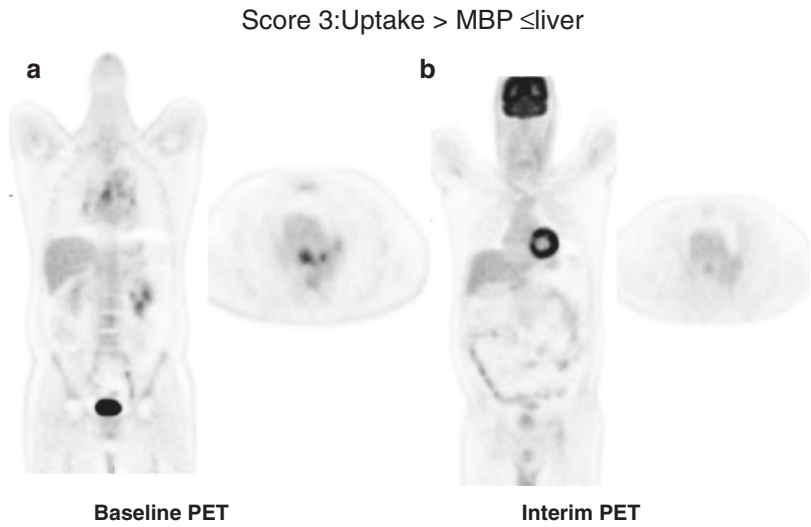 Score 3:Uptake > MBP ≤liver
a
b
Baseline PET
Interim PET